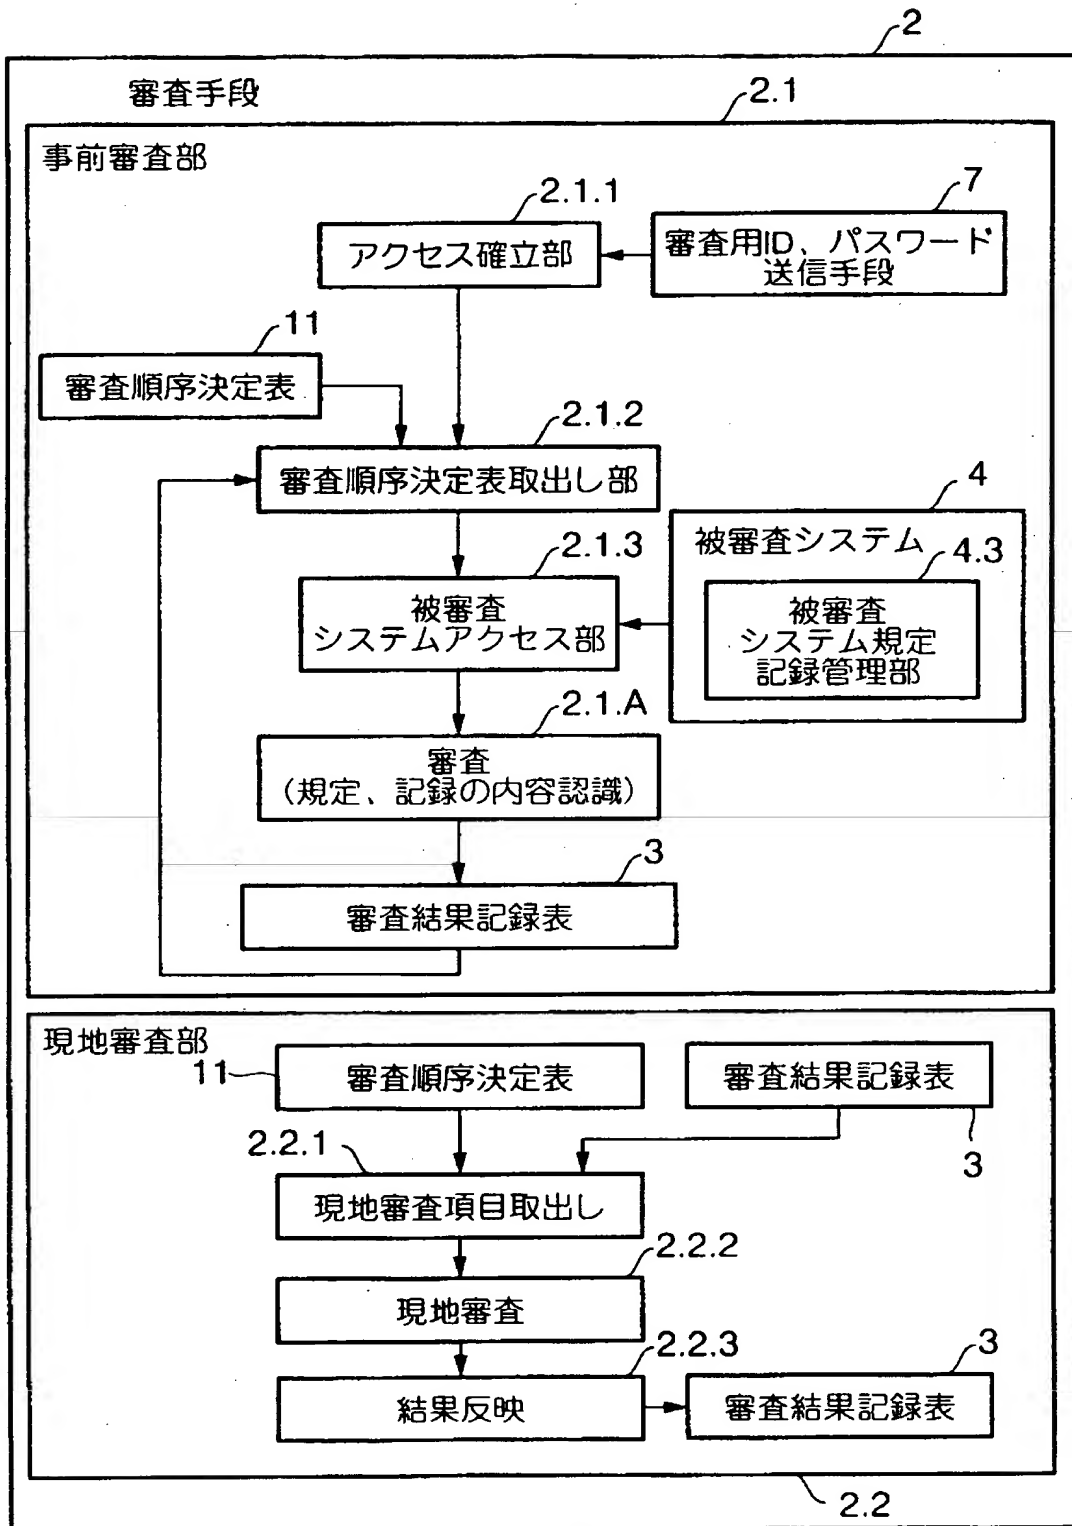 2
審査手段
2.1
事前審査部
2.1.1
7
アクセス確立部
審査用ID、パスワード
送信手段
11
審査順序決定表
2.1.2
審査順序決定表取出し部
4
被審査システム
2.1.3
4.3
被審査
システムアクセス部
被審査
システム規定
記録管理部
2.1.A
審査
(規定、記録の内容認識)
3
審査結果記録表
現地審査部
11
審査順序決定表
審査結果記録表
3
2.2.1
現地審査項目取出し
2.2.2
現地審査
2.2.3
3
結果反映
審査結果記録表
2.2